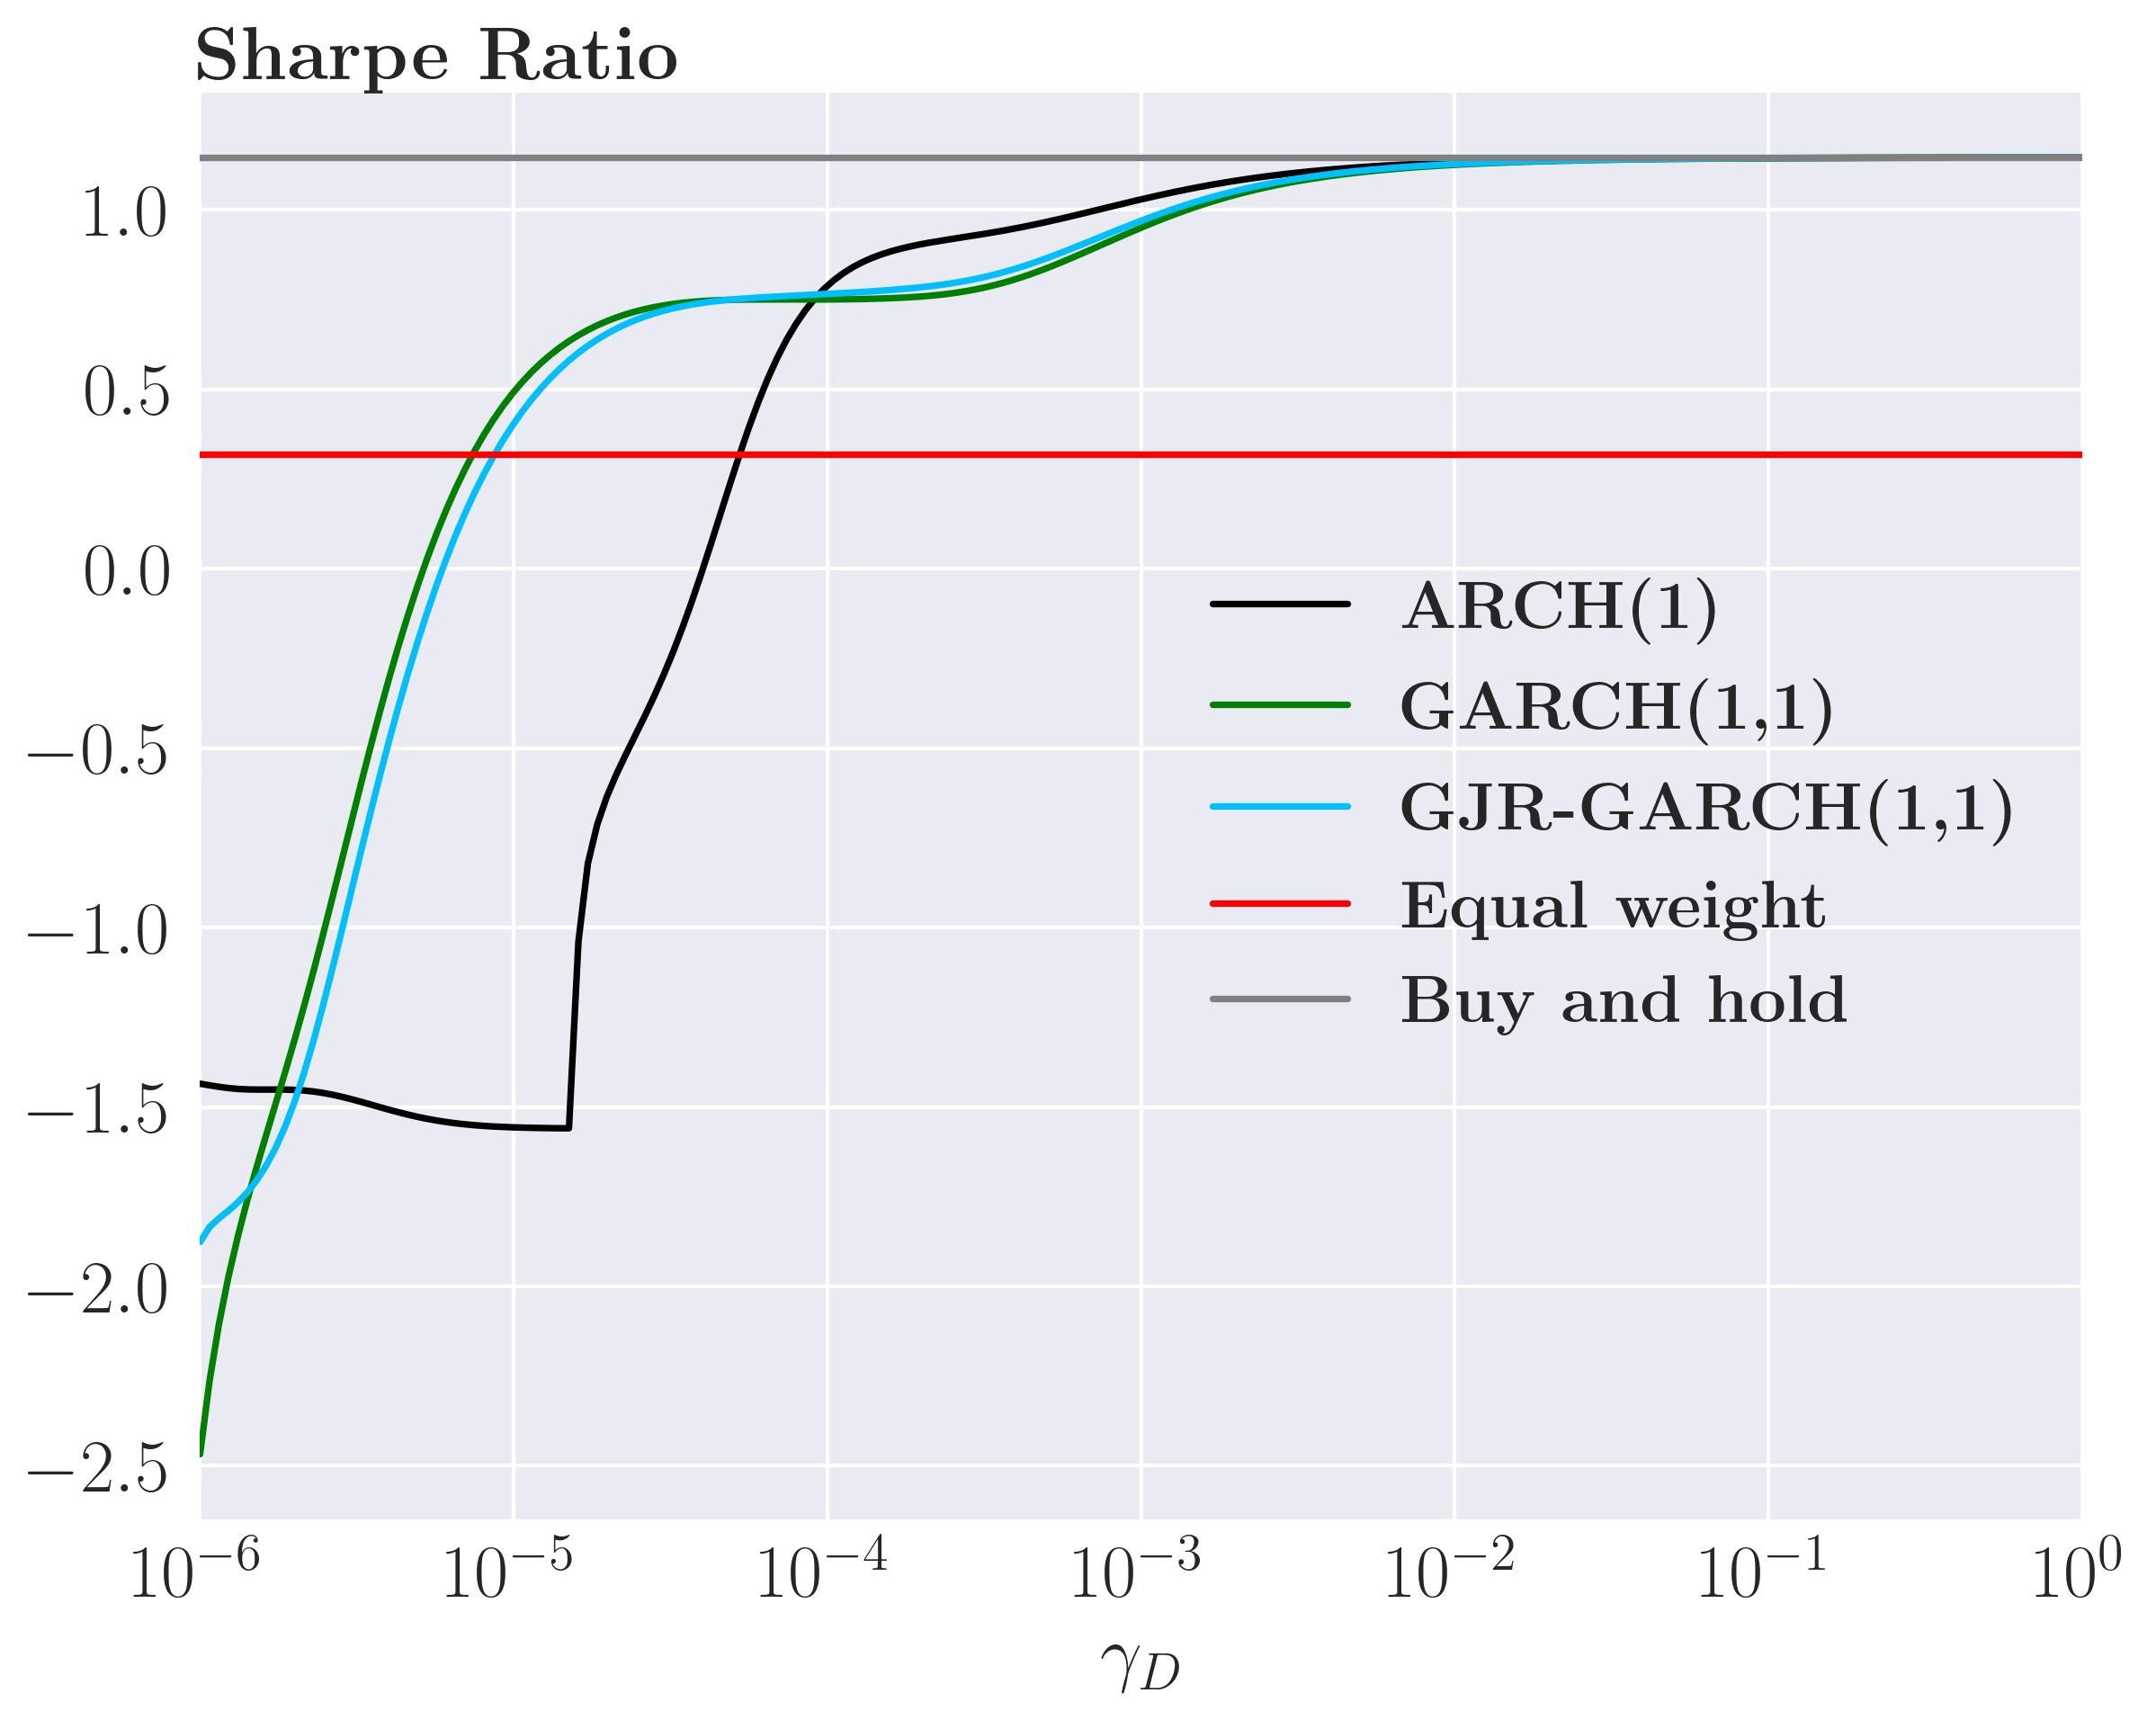 Sharpe Ratio
1.0
0.5
0.0
−0.5
−1.0
−1.5
−2.0
−2.5
ARCH(1)
GARCH(1,1)
GJR-GARCH(1,1)
Equal weight
Buy and hold
10⁻⁶ 10⁻⁵ 10⁻⁴ 10⁻³ 10⁻² 10⁻¹ 10⁰
γ_D